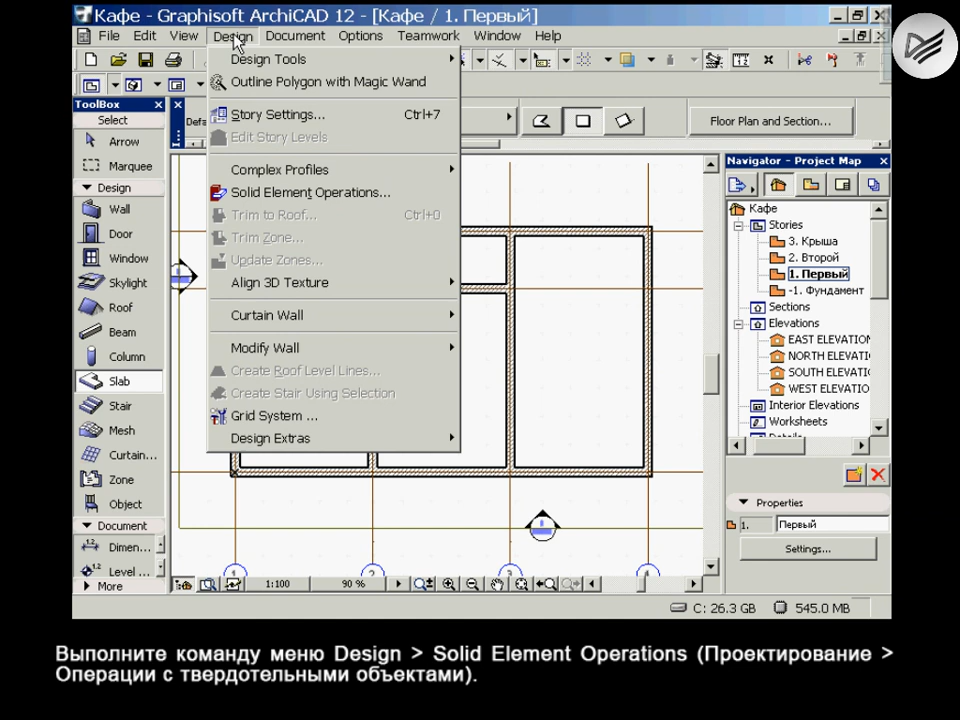 Кафе - Graphisoft ArchiCAD 12 - [Кафе / 1. Первый]
File Edit View Design Document Options Teamwork Window Help
Design Tools
Outline Polygon with Magic Wand
Story Settings... Ctrl+7
Edit Story Levels
Complex Profiles
Solid Element Operations...
Trim to Roof... Ctrl+0
Trim Zone...
Update Zones...
Align 3D Texture
Curtain Wall
Modify Wall
Create Roof Level Lines...
Create Stair Using Selection
Grid System ...
Design Extras
ToolBox
Select
Arrow
Marquee
Design
Wall
Door
Window
Skylight
Roof
Beam
Column
Slab
Stair
Mesh
Curtain...
Zone
Object
Document
Dimen...
Level ...
More
Floor Plan and Section...
Navigator - Project Map
Кафе
Stories
3. Крыша
2. Второй
1. Первый
-1. Фундамент
Sections
Elevations
EAST ELEVATION
NORTH ELEVATI
SOUTH ELEVATI
WEST ELEVATIO
Interior Elevations
Worksheets
Properties
1. Первый
Settings...
1:100 90 %
C: 26.3 GB 545.0 MB
Выполните команду меню Design > Solid Element Operations (Проектирование >
Операции с твердотельными объектами).